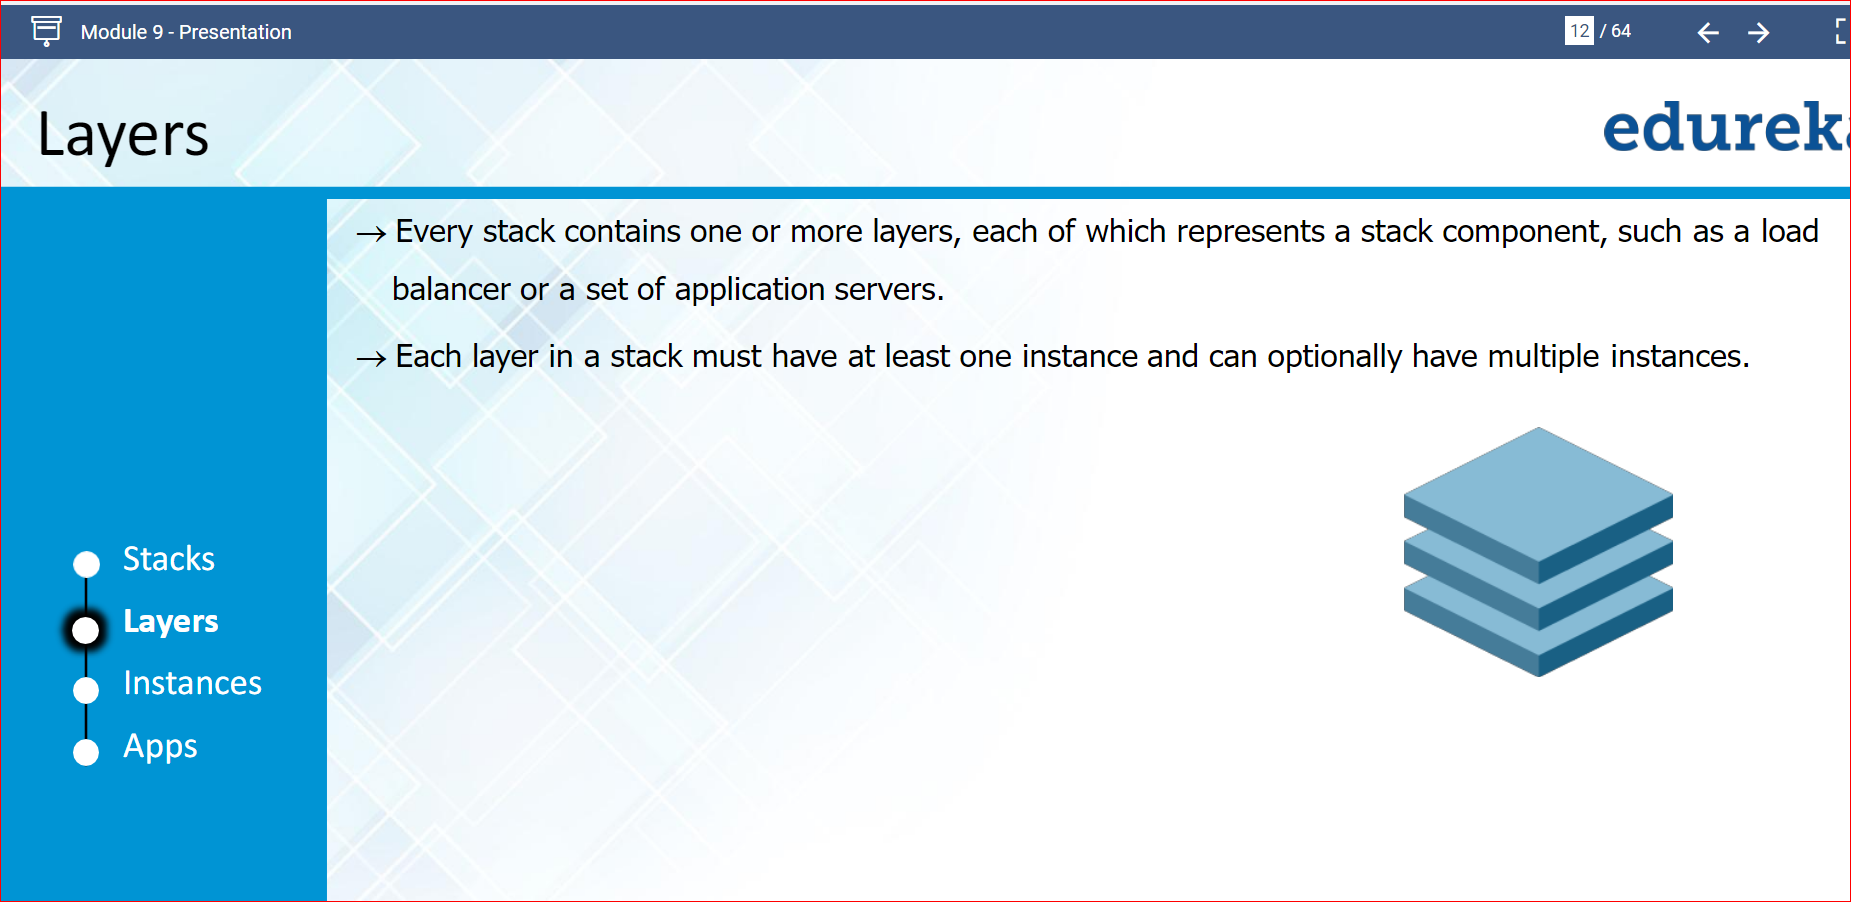 Module 9 - Presentation
12 / 64
Layers
edureka
→ Every stack contains one or more layers, each of which represents a stack component, such as a load
balancer or a set of application servers.
→ Each layer in a stack must have at least one instance and can optionally have multiple instances.
Stacks
Layers
Instances
Apps